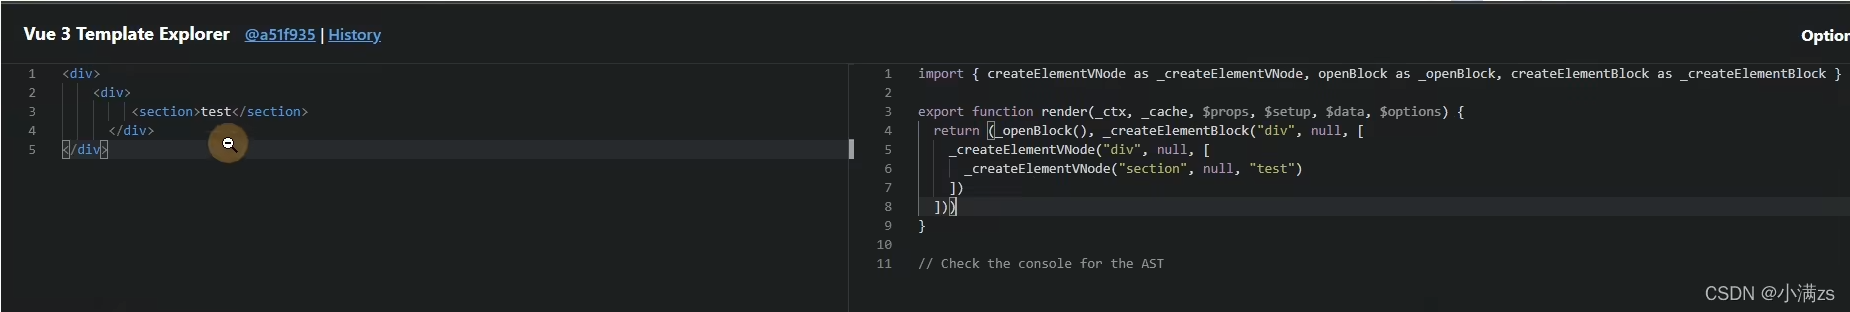 Vue 3 Template Explorer @a51f935 | History
Option
1 <div>
2 <div>
3 <section>test</section>
4 </div>
5 </div>
1 import { createElementVNode as _createElementVNode, openBlock as _openBlock, createElementBlock as _createElementBlock }
2
3 export function render(_ctx, _cache, $props, $setup, $data, $options) {
4 return (_openBlock(), _createElementBlock("div", null, [
5 _createElementVNode("div", null, [
6 _createElementVNode("section", null, "test")
7 ])
8 ]))
9 }
10
11 // Check the console for the AST
CSDN @小满zs